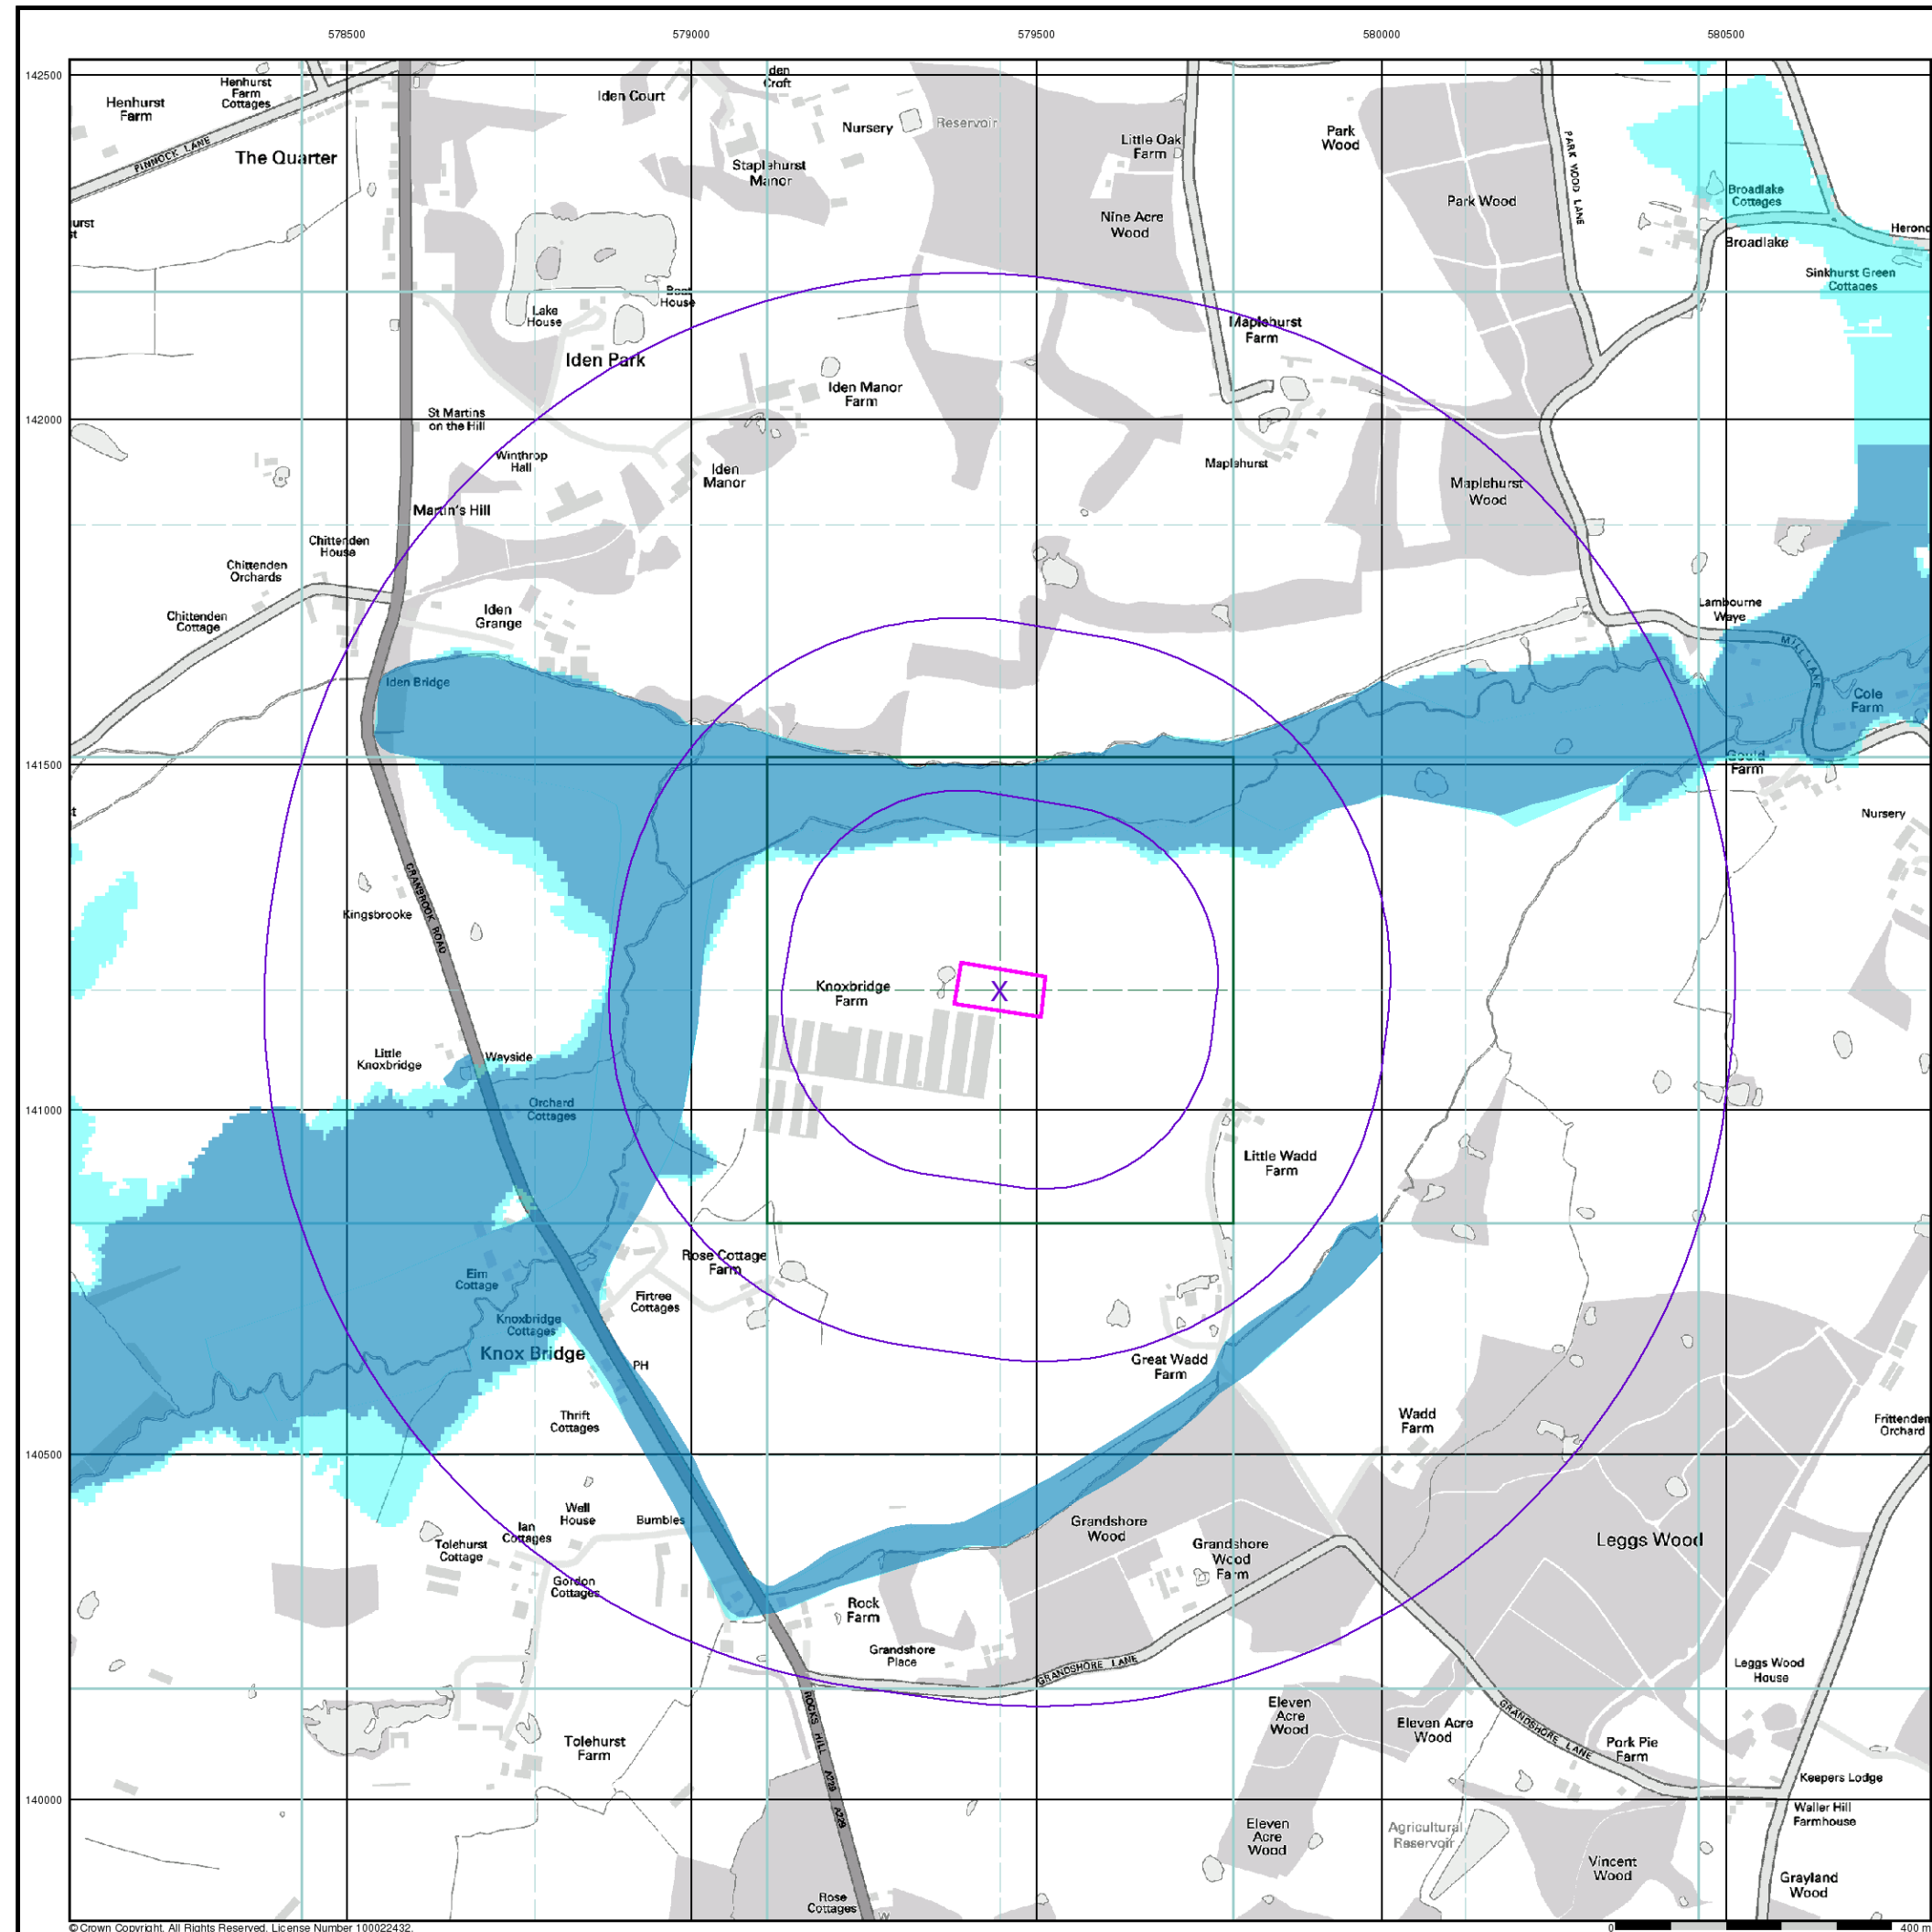 578500
579000
579500
580000
580500
142500
142000
141500
141000
140500
140000
Henhurst
Farm
Cottages
Henhurst
Farm
PINNOCK LANE
The Quarter
Iden Court
Croft
Nursery
Reservoir
Staplehurst
Manor
Little Oak
Farm
Park
Wood
PARK WOOD LANE
Park Wood
Nine Acre
Wood
Broadlake
Cottages
Broadlake
Sinkhurst Green
Cottages
Boat
House
Lake
House
Iden Park
Maplehurst
Farm
Iden Manor
Farm
St Martins
on the Hill
Winthrop
Hall
Iden
Manor
Maplehurst
Maplehurst
Wood
Martin's Hill
Chittenden
House
Chittenden
Orchards
Chittenden
Cottage
Iden
Grange
Lambourne
Waye
MILL LAKE
Iden Bridge
Cole
Farm
Gould
Farm
Nursery
CRANBROOK ROAD
Kingsbrooke
Knoxbridge
Farm
X
Little
Knoxbridge
Wayside
Orchard
Cottages
Little Wadd
Farm
Rose Cottage
Farm
Elm
Cottage
Firtree
Cottages
Knoxbridge
Cottages
Knox Bridge
PH
Great Wadd
Farm
Thrift
Cottages
Wadd
Farm
Frittenden
Orchard
Well
House
Bumbles
Ian
Cottages
Tolehurst
Cottage
Grandshore
Wood
Grandshore
Wood
Farm
Leggs Wood
Gordon
Cottages
Rock
Farm
Grandshore
Place
GRANDSHORE LANE
Leggs Wood
House
ROCKS HILL
A229
A229
Eleven
Acre
Wood
Eleven Acre
Wood
GRANDSHORE LANE
Pork Pie
Farm
Tolehurst
Farm
Keepers Lodge
Waller Hill
Farmhouse
Eleven
Acre
Wood
Agricultural
Reservoir
Vincent
Wood
Grayland
Wood
Rose
Cottages
© Crown Copyright. All Rights Reserved. License Number 100022432.
0
400 m